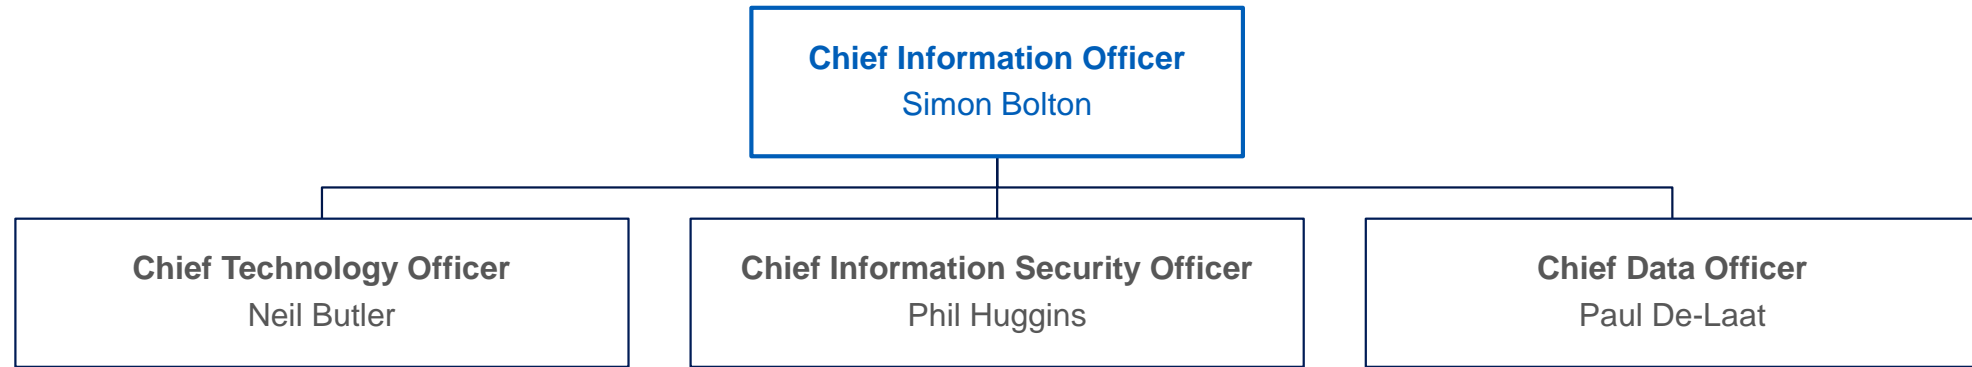 Chief Information Officer
Simon Bolton
Chief Technology Officer
Neil Butler
Chief Information Security Officer
Phil Huggins
Chief Data Officer
Paul De-Laat